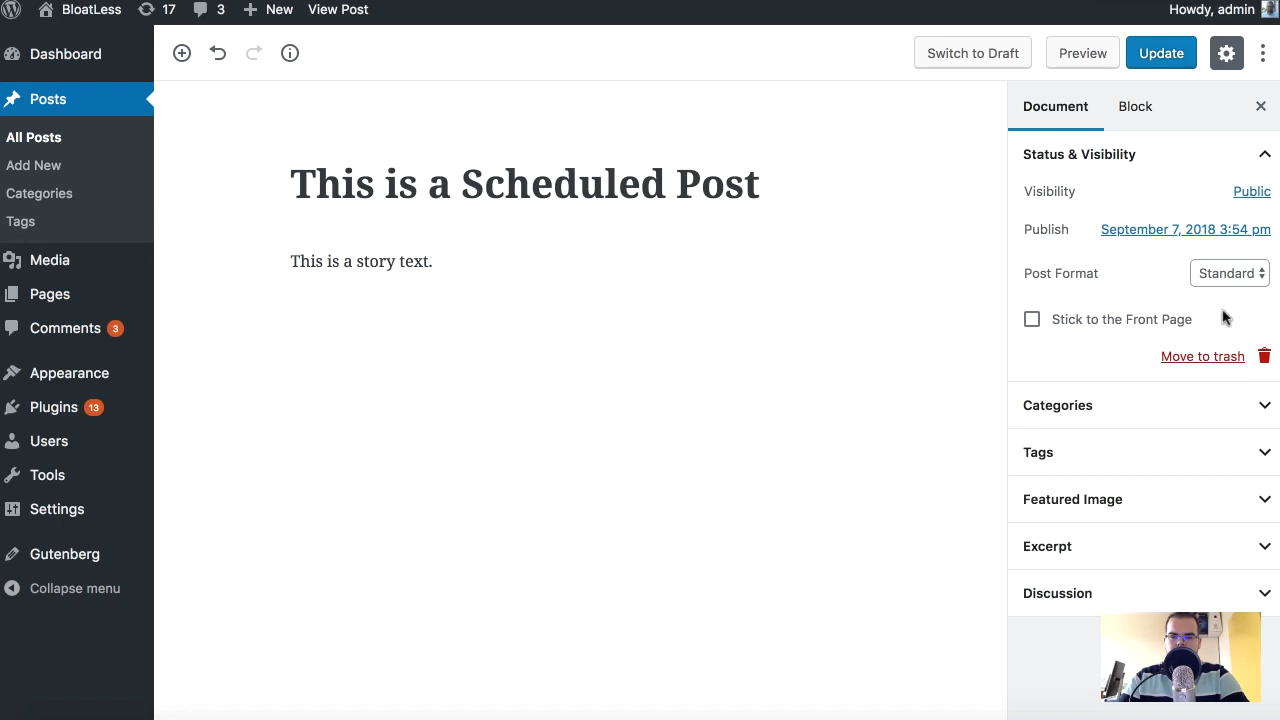 BloatLess 17 3 New View Post Howdy, admin
Dashboard
Posts
All Posts
Add New
Categories
Tags
Media
Pages
Comments 3
Appearance
Plugins 13
Users
Tools
Settings
Gutenberg
Collapse menu
Switch to Draft Preview Update
This is a Scheduled Post
This is a story text.
Document Block
Status & Visibility
Visibility Public
Publish September 7, 2018 3:54 pm
Post Format Standard
Stick to the Front Page
Move to trash
Categories
Tags
Featured Image
Excerpt
Discussion